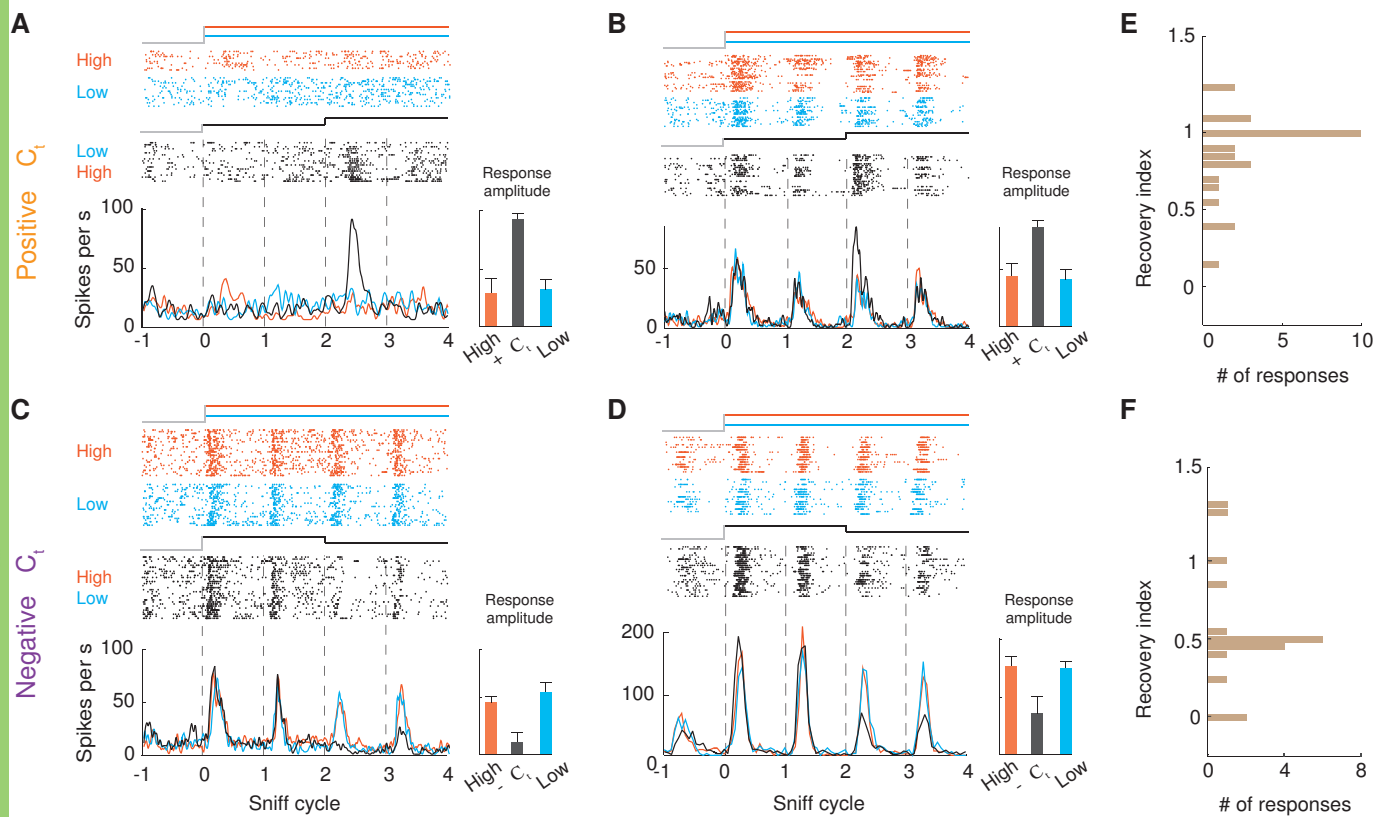 A
High
Low
Low
High
Positive Ct
Spikes per s
100
50
0
-1
0
1
2
3
4
Response
amplitude
High
+ Ct
Low
B
50
0
-1
0
1
2
3
4
Response
amplitude
High
+ Ct
Low
E
Recovery index
1.5
1
0.5
0
0
5
10
# of responses
C
High
Low
High
Low
Negative Ct
Spikes per s
100
50
0
-1
0
1
2
3
4
Sniff cycle
Response
amplitude
High
- Ct
Low
D
200
100
0
-1
0
1
2
3
4
Sniff cycle
Response
amplitude
High
- Ct
Low
F
Recovery index
1.5
1
0.5
0
0
4
8
# of responses